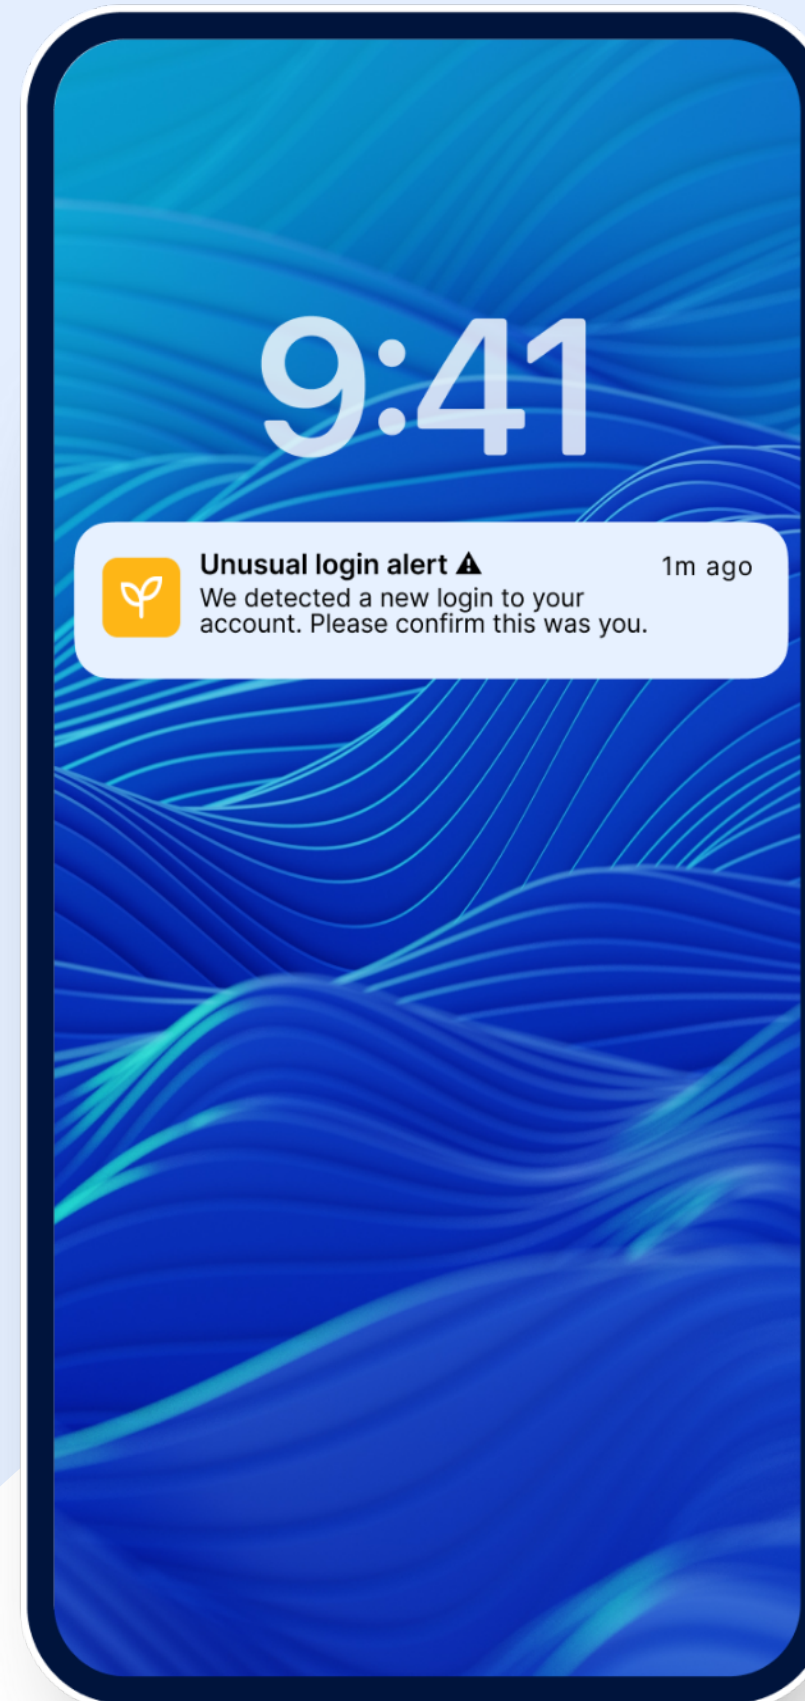 9:41
Unusual login alert ⚠ 1m ago
We detected a new login to your
account. Please confirm this was you.